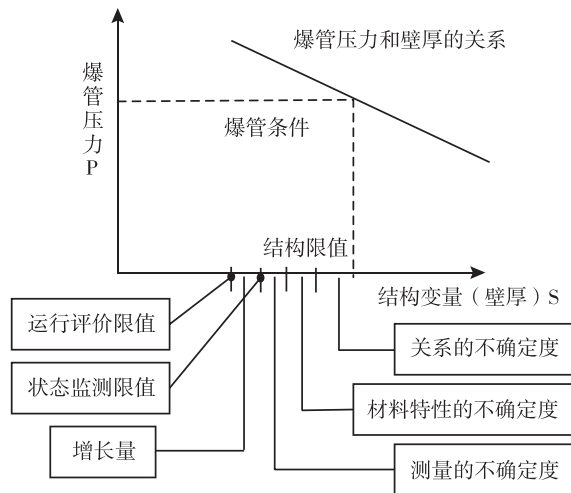 爆管压力和壁厚的关系
爆管压力P
爆管条件
结构限值
结构变量（壁厚）S
运行评价限值
状态监测限值
增长量
关系的不确定度
材料特性的不确定度
测量的不确定度